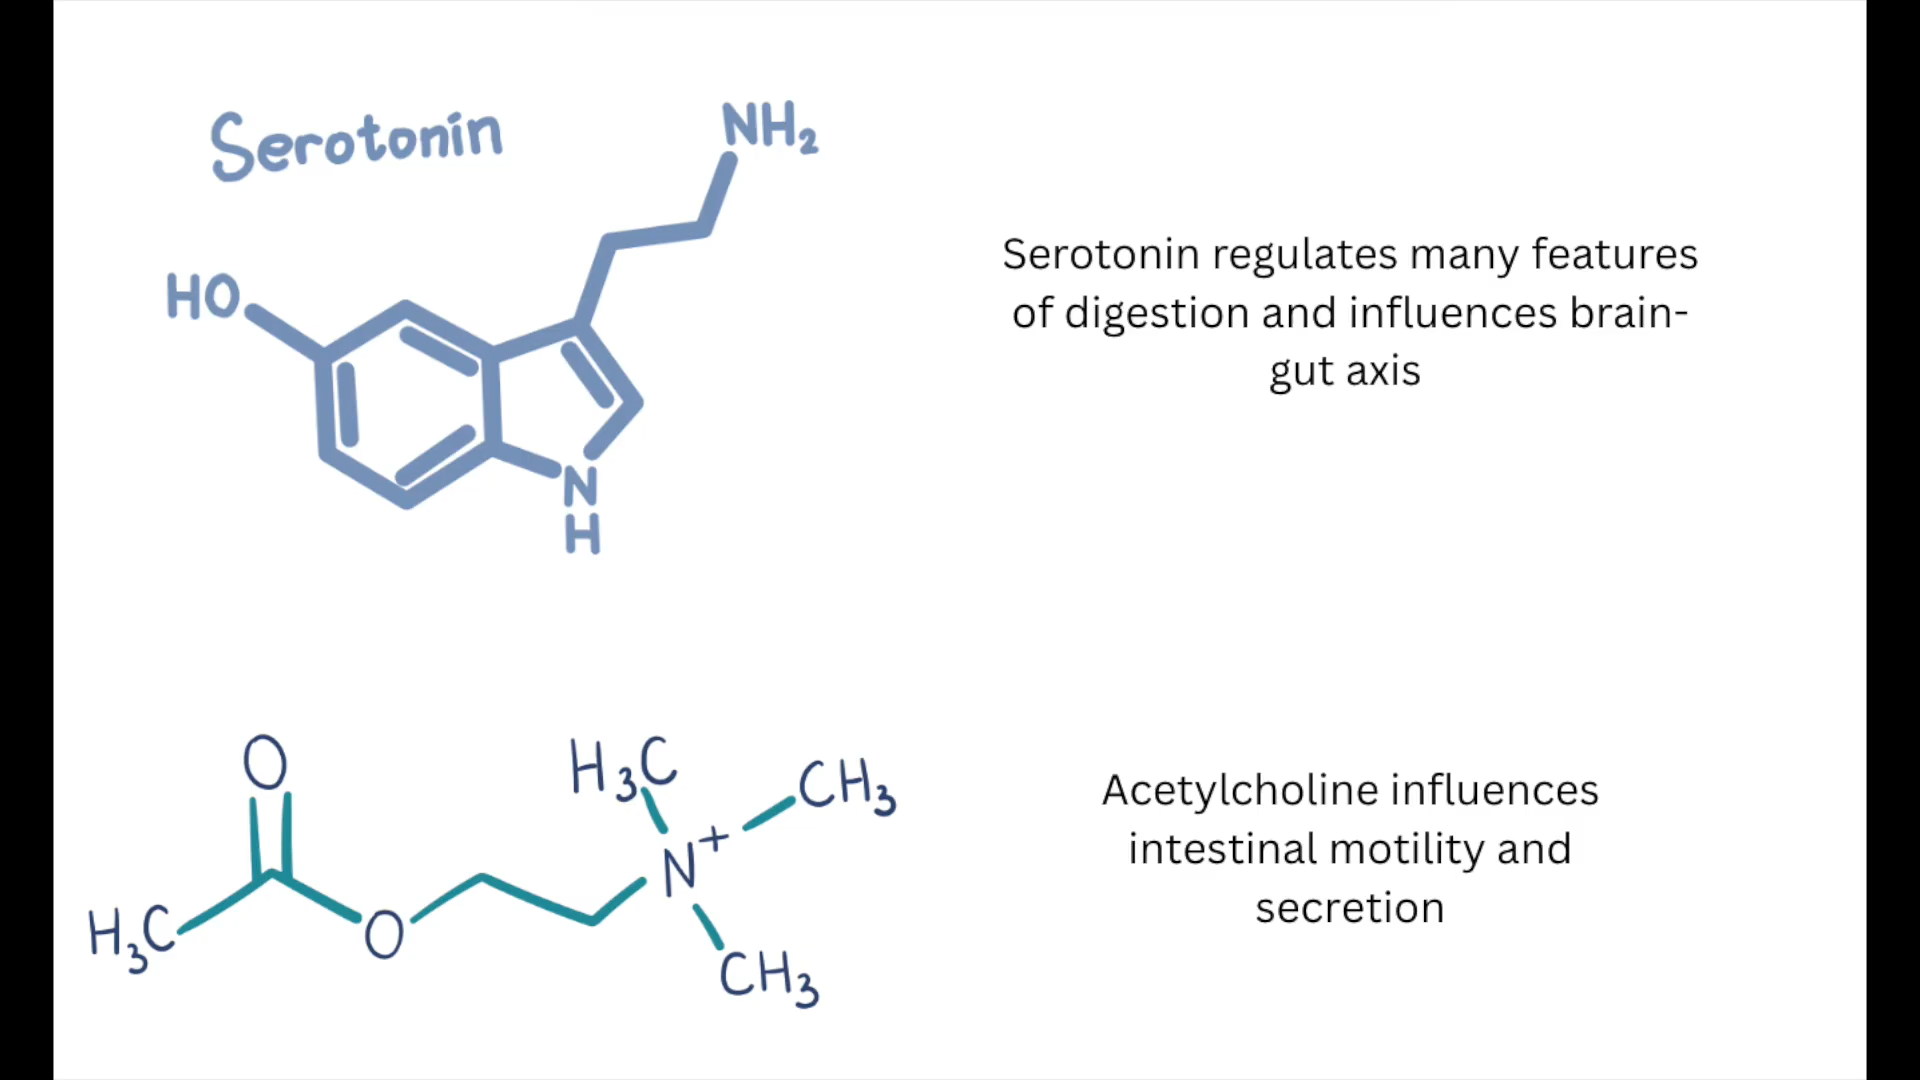 Serotonin
NH₂
HO
N
H
Serotonin regulates many features
of digestion and influences brain-
gut axis
O
H₃C
CH₃
N⁺
H₃C
O
CH₃
Acetylcholine influences
intestinal motility and
secretion